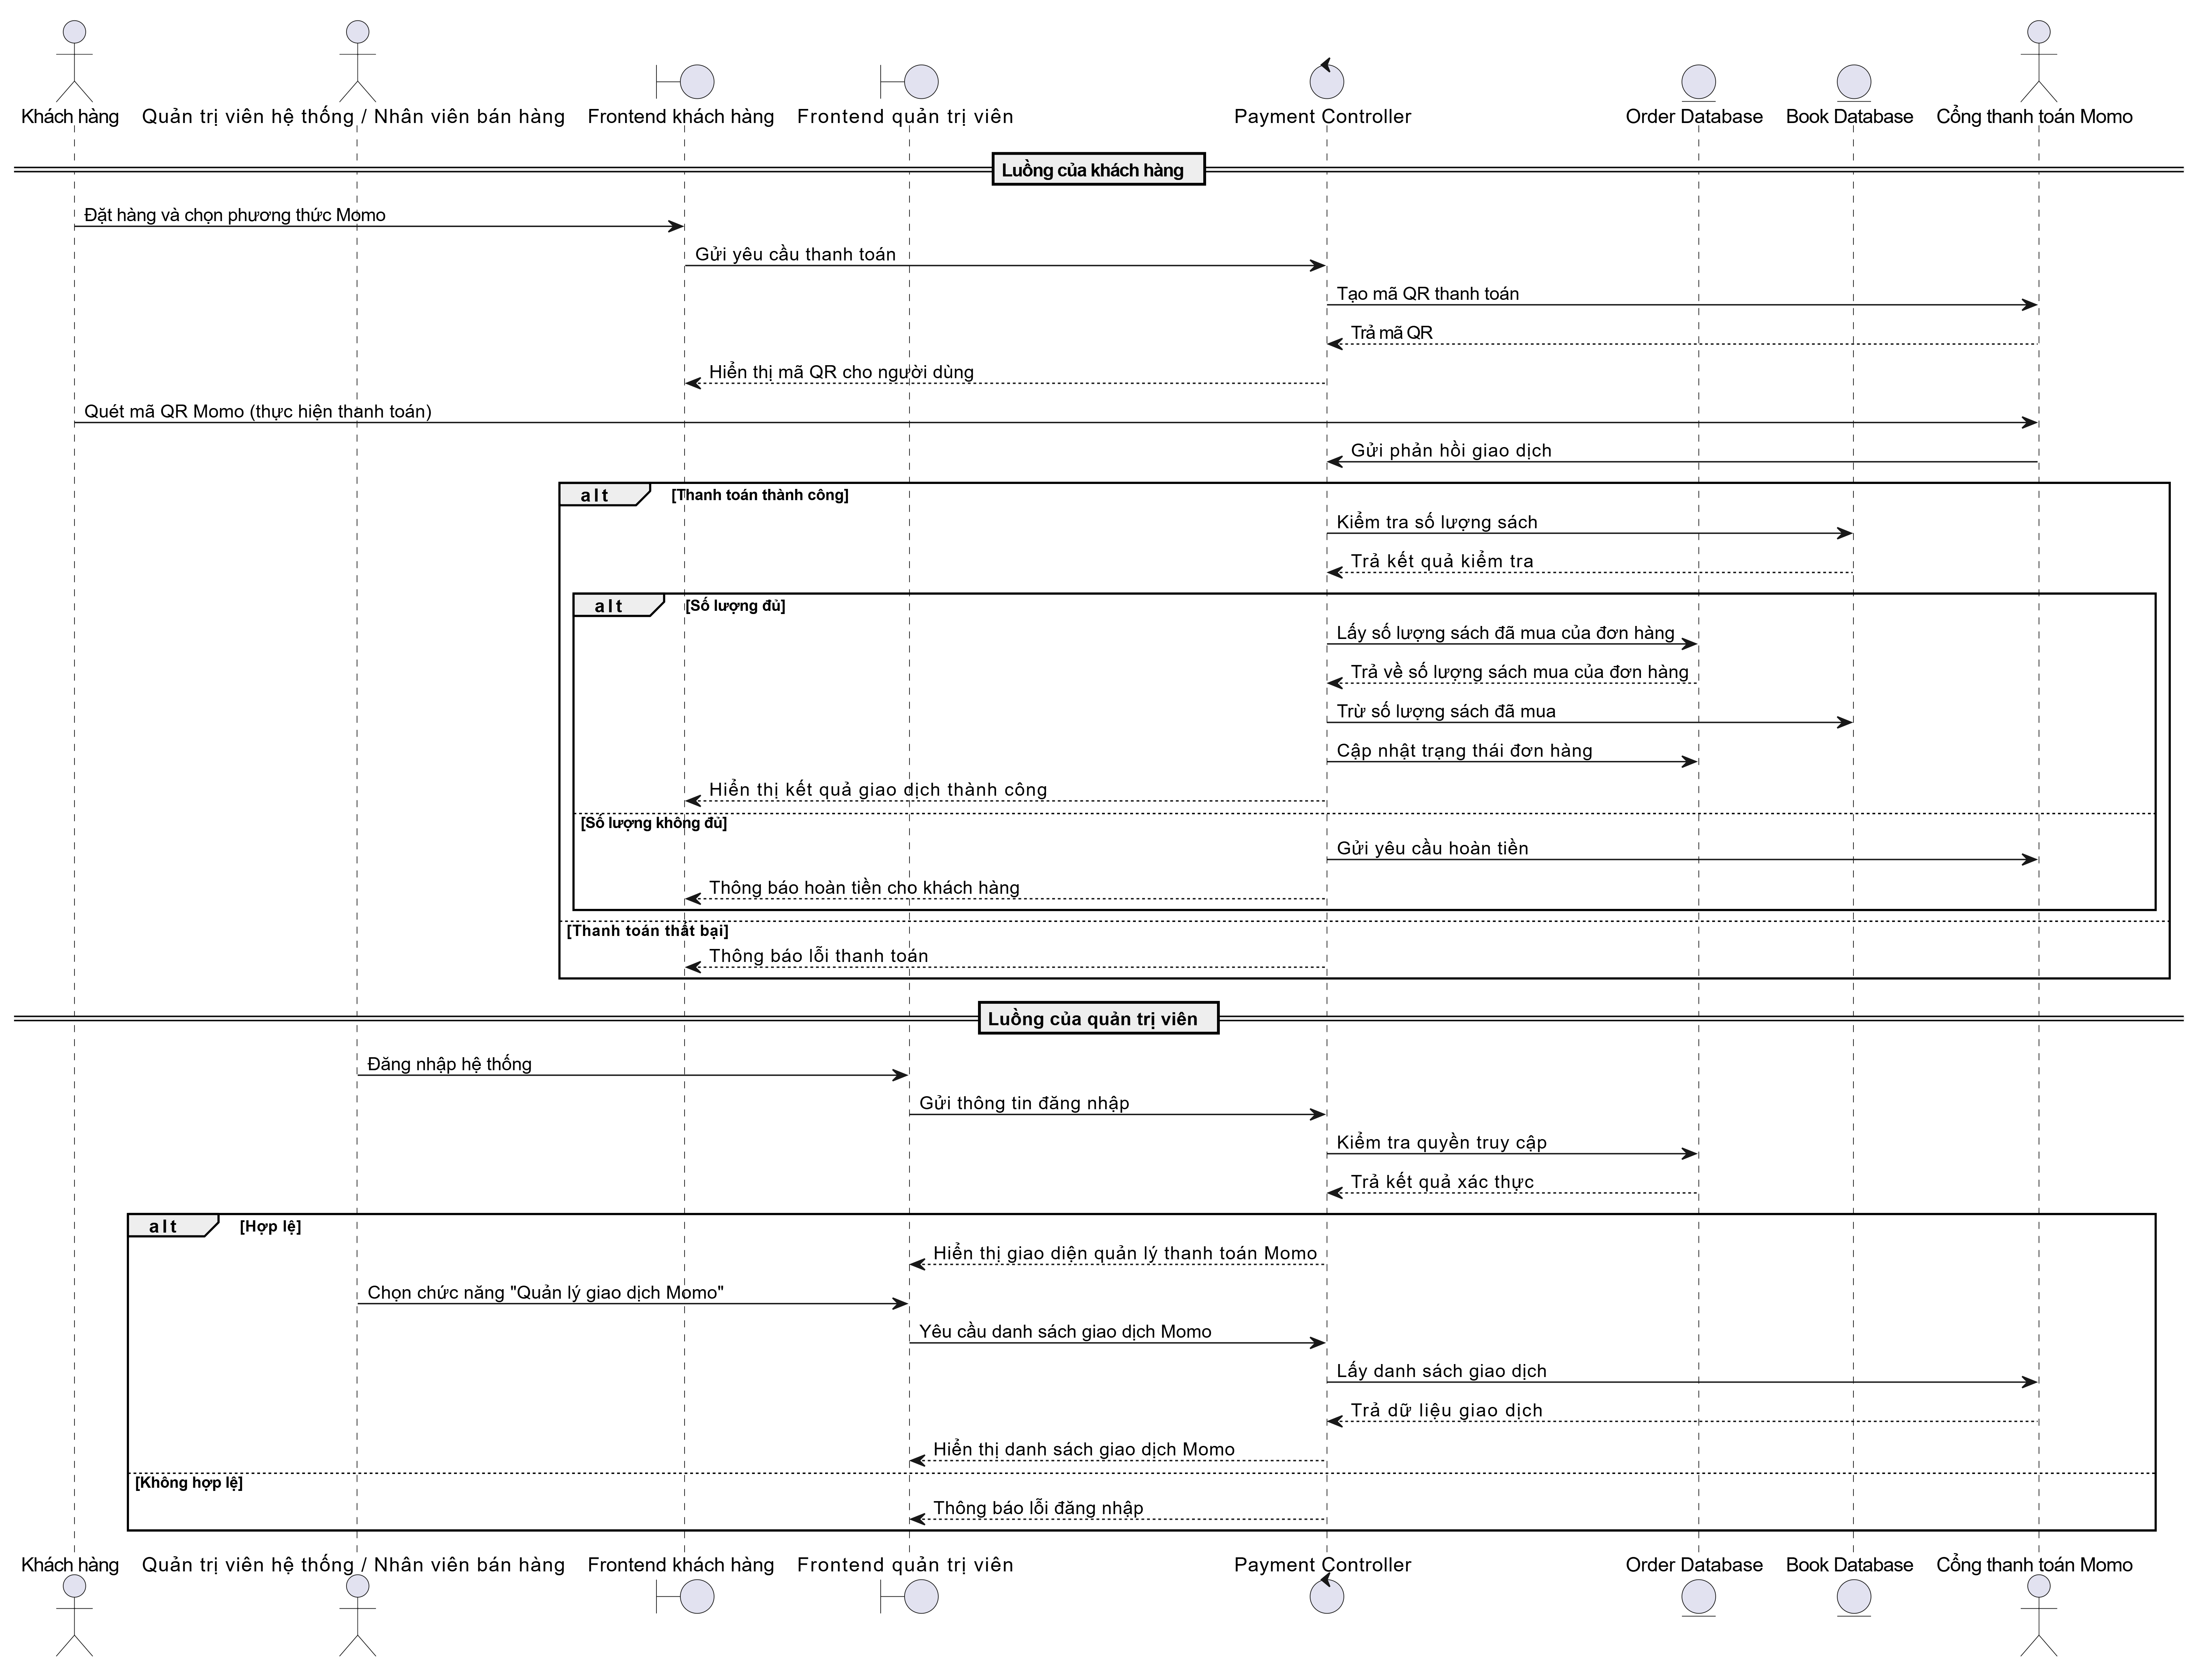 Khách hàng
Quản trị viên hệ thống / Nhân viên bán hàng
Frontend khách hàng
Frontend quản trị viên
Payment Controller
Order Database
Book Database
Cổng thanh toán Momo
Luồng của khách hàng
Đặt hàng và chọn phương thức Momo
Gửi yêu cầu thanh toán
Tạo mã QR thanh toán
Trả mã QR
Hiển thị mã QR cho người dùng
Quét mã QR Momo (thực hiện thanh toán)
Gửi phản hồi giao dịch
alt
[Thanh toán thành công]
Kiểm tra số lượng sách
Trả kết quả kiểm tra
alt
[Số lượng đủ]
Lấy số lượng sách đã mua của đơn hàng
Trả về số lượng sách mua của đơn hàng
Trừ số lượng sách đã mua
Cập nhật trạng thái đơn hàng
Hiển thị kết quả giao dịch thành công
[Số lượng không đủ]
Gửi yêu cầu hoàn tiền
Thông báo hoàn tiền cho khách hàng
[Thanh toán thất bại]
Thông báo lỗi thanh toán
Luồng của quản trị viên
Đăng nhập hệ thống
Gửi thông tin đăng nhập
Kiểm tra quyền truy cập
Trả kết quả xác thực
alt
[Hợp lệ]
Hiển thị giao diện quản lý thanh toán Momo
Chọn chức năng "Quản lý giao dịch Momo"
Yêu cầu danh sách giao dịch Momo
Lấy danh sách giao dịch
Trả dữ liệu giao dịch
Hiển thị danh sách giao dịch Momo
[Không hợp lệ]
Thông báo lỗi đăng nhập
Khách hàng
Quản trị viên hệ thống / Nhân viên bán hàng
Frontend khách hàng
Frontend quản trị viên
Payment Controller
Order Database
Book Database
Cổng thanh toán Momo